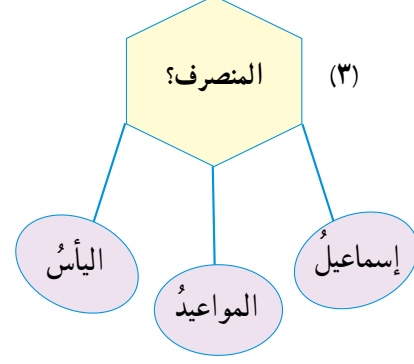 (٣) المنصرف؟
إسماعيلُ
المواعيدُ
اليأسُ